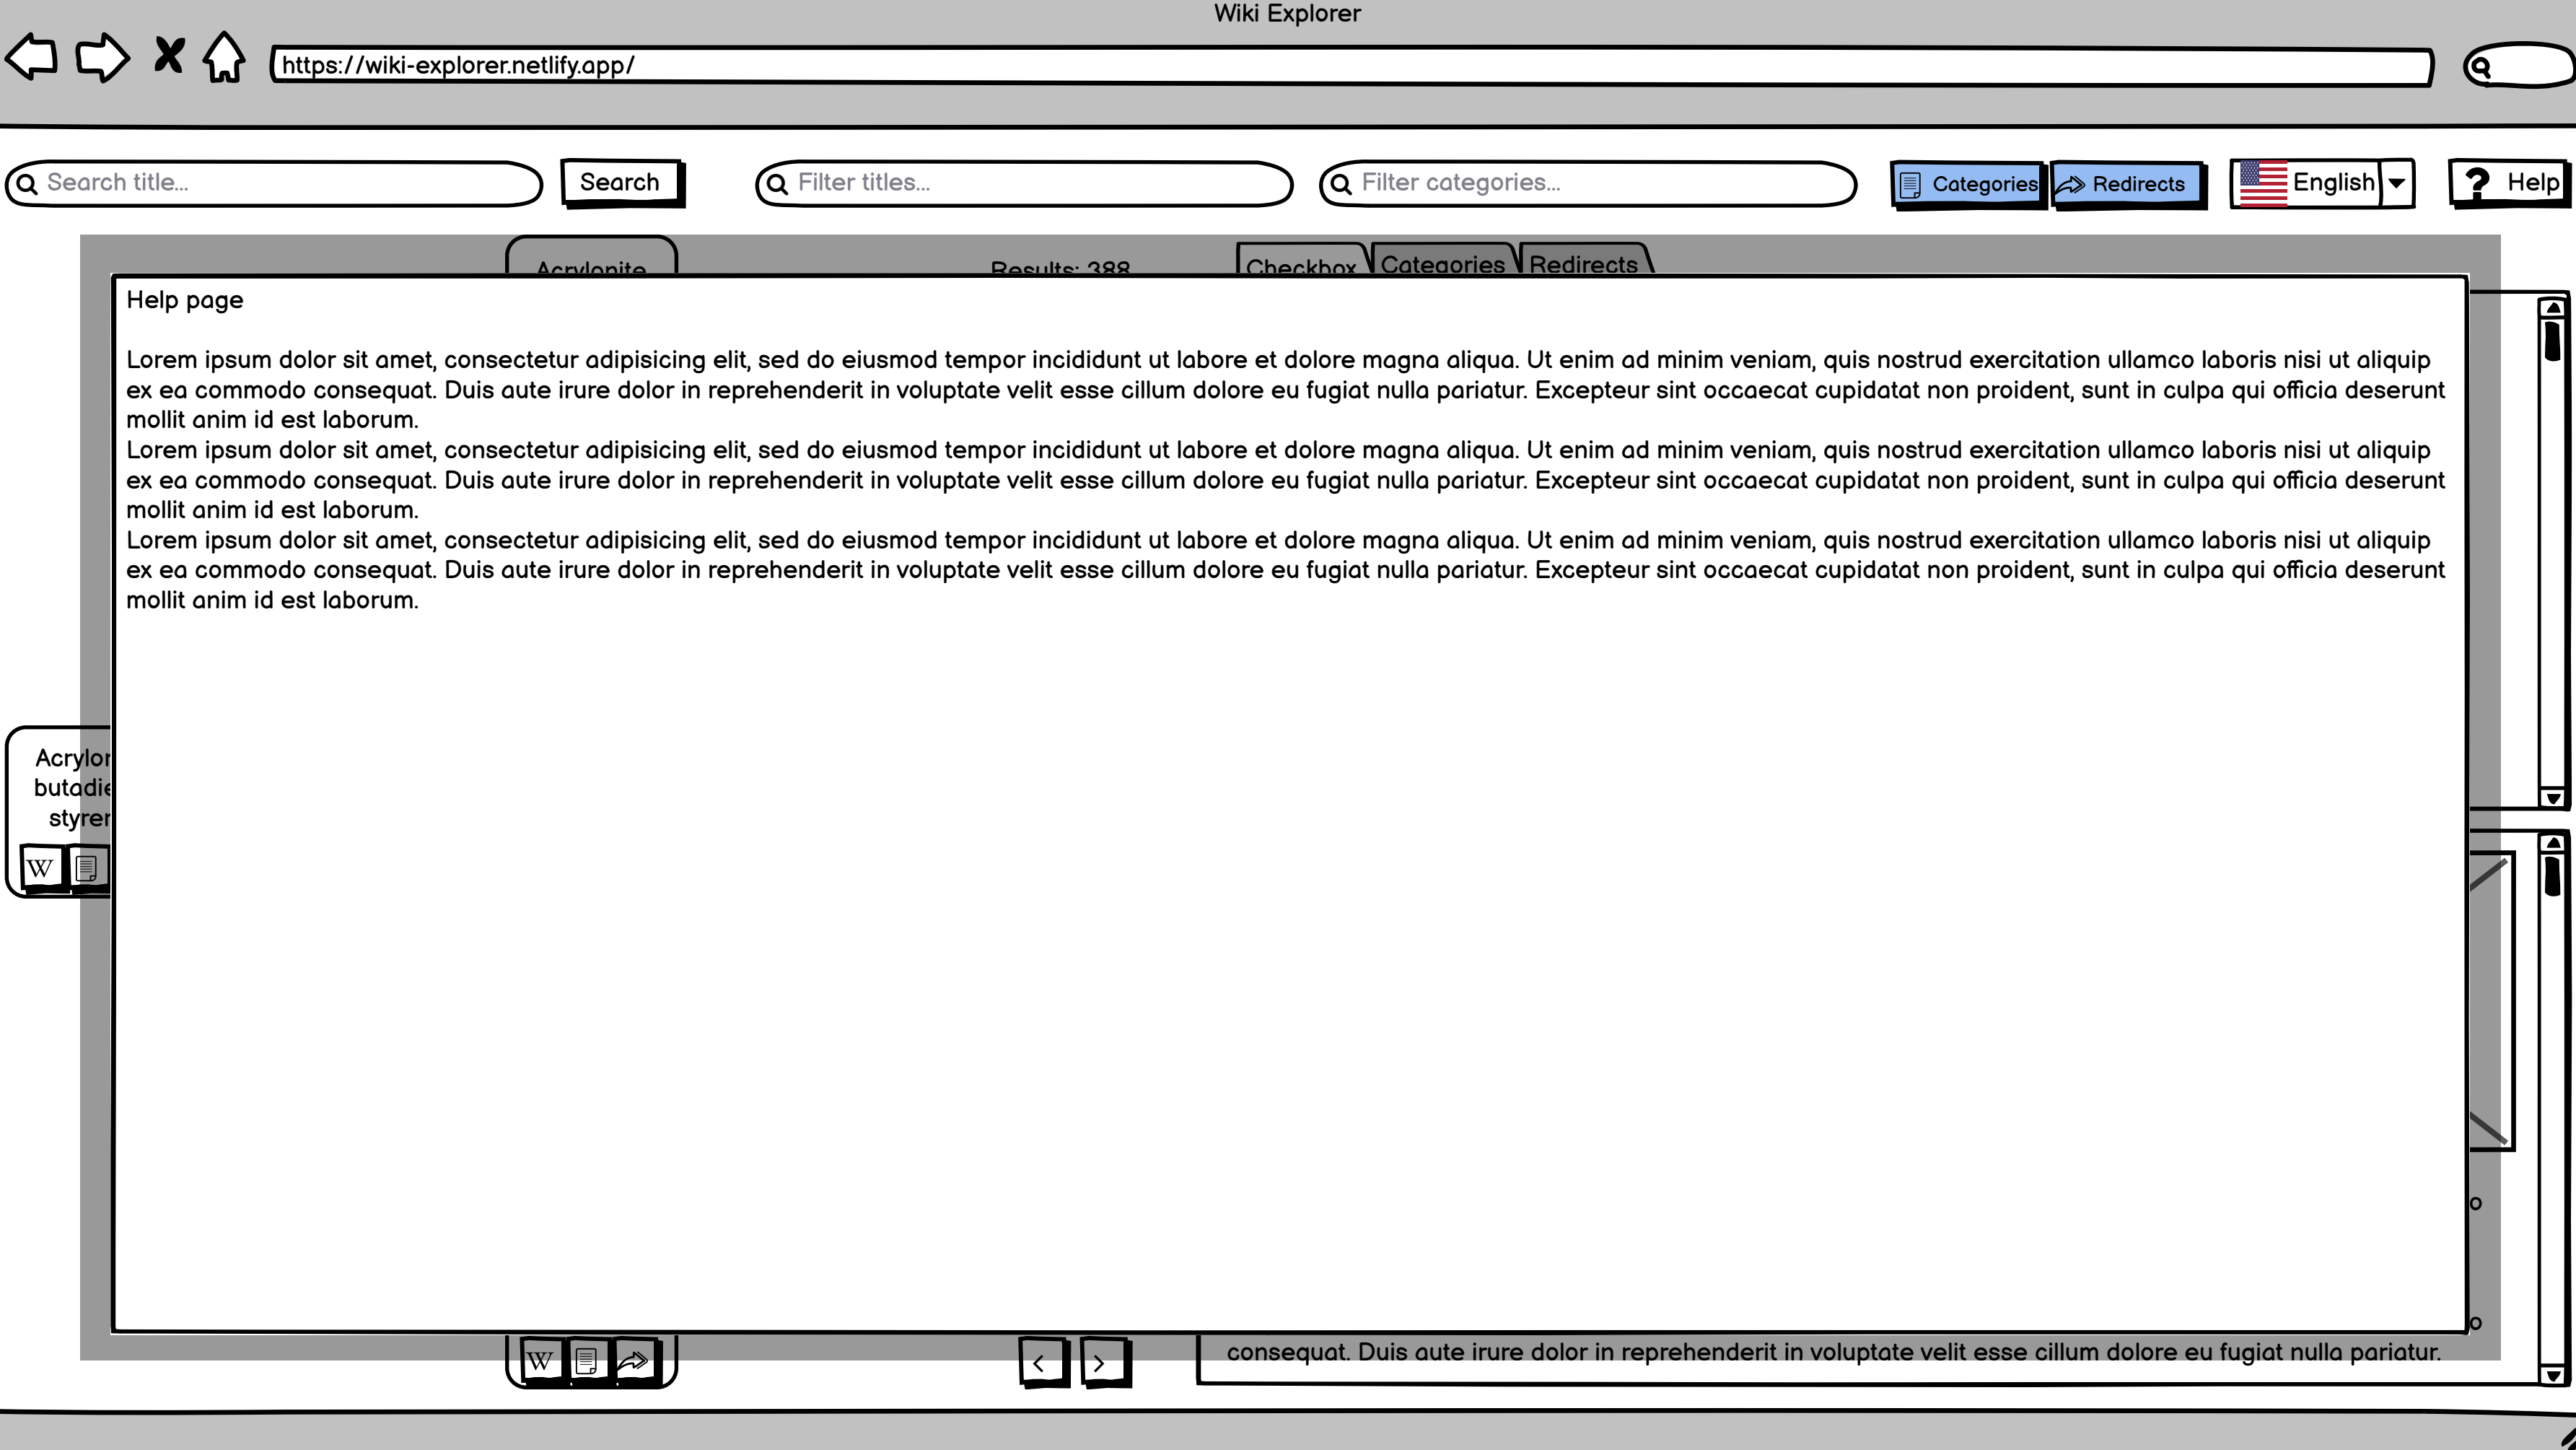 Wiki Explorer
https://wiki-explorer.netlify.app/
Search title...
Search
Filter titles...
Filter categories...
Categories
Redirects
English
Help
Acrylonite
Results: 388
Checkbox
Categories
Redirects
Help page
Lorem ipsum dolor sit amet, consectetur adipisicing elit, sed do eiusmod tempor incididunt ut labore et dolore magna aliqua. Ut enim ad minim veniam, quis nostrud exercitation ullamco laboris nisi ut aliquip
ex ea commodo consequat. Duis aute irure dolor in reprehenderit in voluptate velit esse cillum dolore eu fugiat nulla pariatur. Excepteur sint occaecat cupidatat non proident, sunt in culpa qui officia deserunt
mollit anim id est laborum.
Lorem ipsum dolor sit amet, consectetur adipisicing elit, sed do eiusmod tempor incididunt ut labore et dolore magna aliqua. Ut enim ad minim veniam, quis nostrud exercitation ullamco laboris nisi ut aliquip
ex ea commodo consequat. Duis aute irure dolor in reprehenderit in voluptate velit esse cillum dolore eu fugiat nulla pariatur. Excepteur sint occaecat cupidatat non proident, sunt in culpa qui officia deserunt
mollit anim id est laborum.
Lorem ipsum dolor sit amet, consectetur adipisicing elit, sed do eiusmod tempor incididunt ut labore et dolore magna aliqua. Ut enim ad minim veniam, quis nostrud exercitation ullamco laboris nisi ut aliquip
ex ea commodo consequat. Duis aute irure dolor in reprehenderit in voluptate velit esse cillum dolore eu fugiat nulla pariatur. Excepteur sint occaecat cupidatat non proident, sunt in culpa qui officia deserunt
mollit anim id est laborum.
Acrylor
butadie
styrer
W
o
o
W
consequat. Duis aute irure dolor in reprehenderit in voluptate velit esse cillum dolore eu fugiat nulla pariatur.